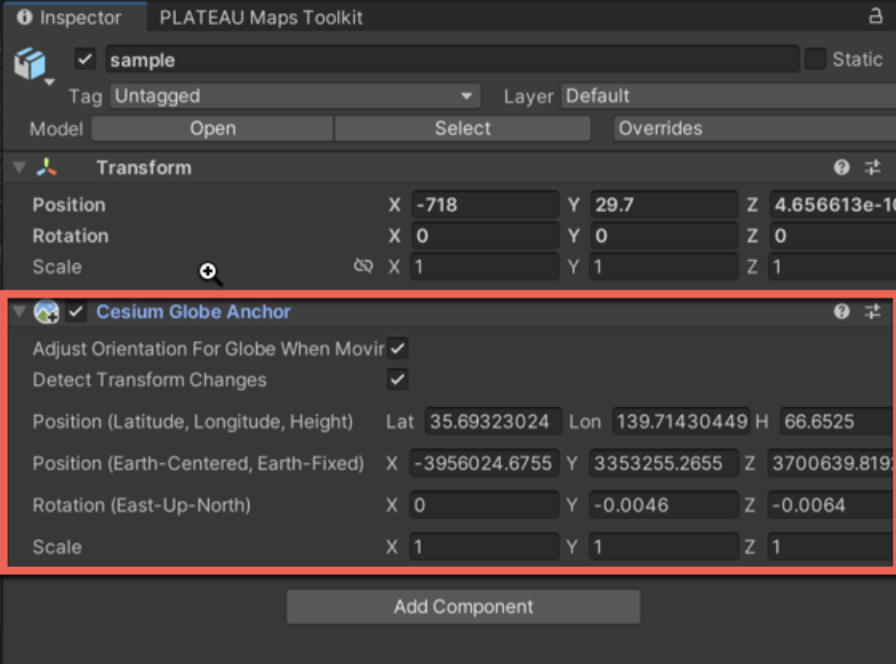 Inspector PLATEAU Maps Toolkit
sample Static
Tag Untagged Layer Default
Model Open Select Overrides
Transform
Position X -718 Y 29.7 Z 4.656613e-10
Rotation X 0 Y 0 Z 0
Scale X 1 Y 1 Z 1
Cesium Globe Anchor
Adjust Orientation For Globe When Movir
Detect Transform Changes
Position (Latitude, Longitude, Height) Lat 35.69323024 Lon 139.71430449 H 66.6525
Position (Earth-Centered, Earth-Fixed) X -3956024.6755 Y 3353255.2655 Z 3700639.819
Rotation (East-Up-North) X 0 Y -0.0046 Z -0.0064
Scale X 1 Y 1 Z 1
Add Component